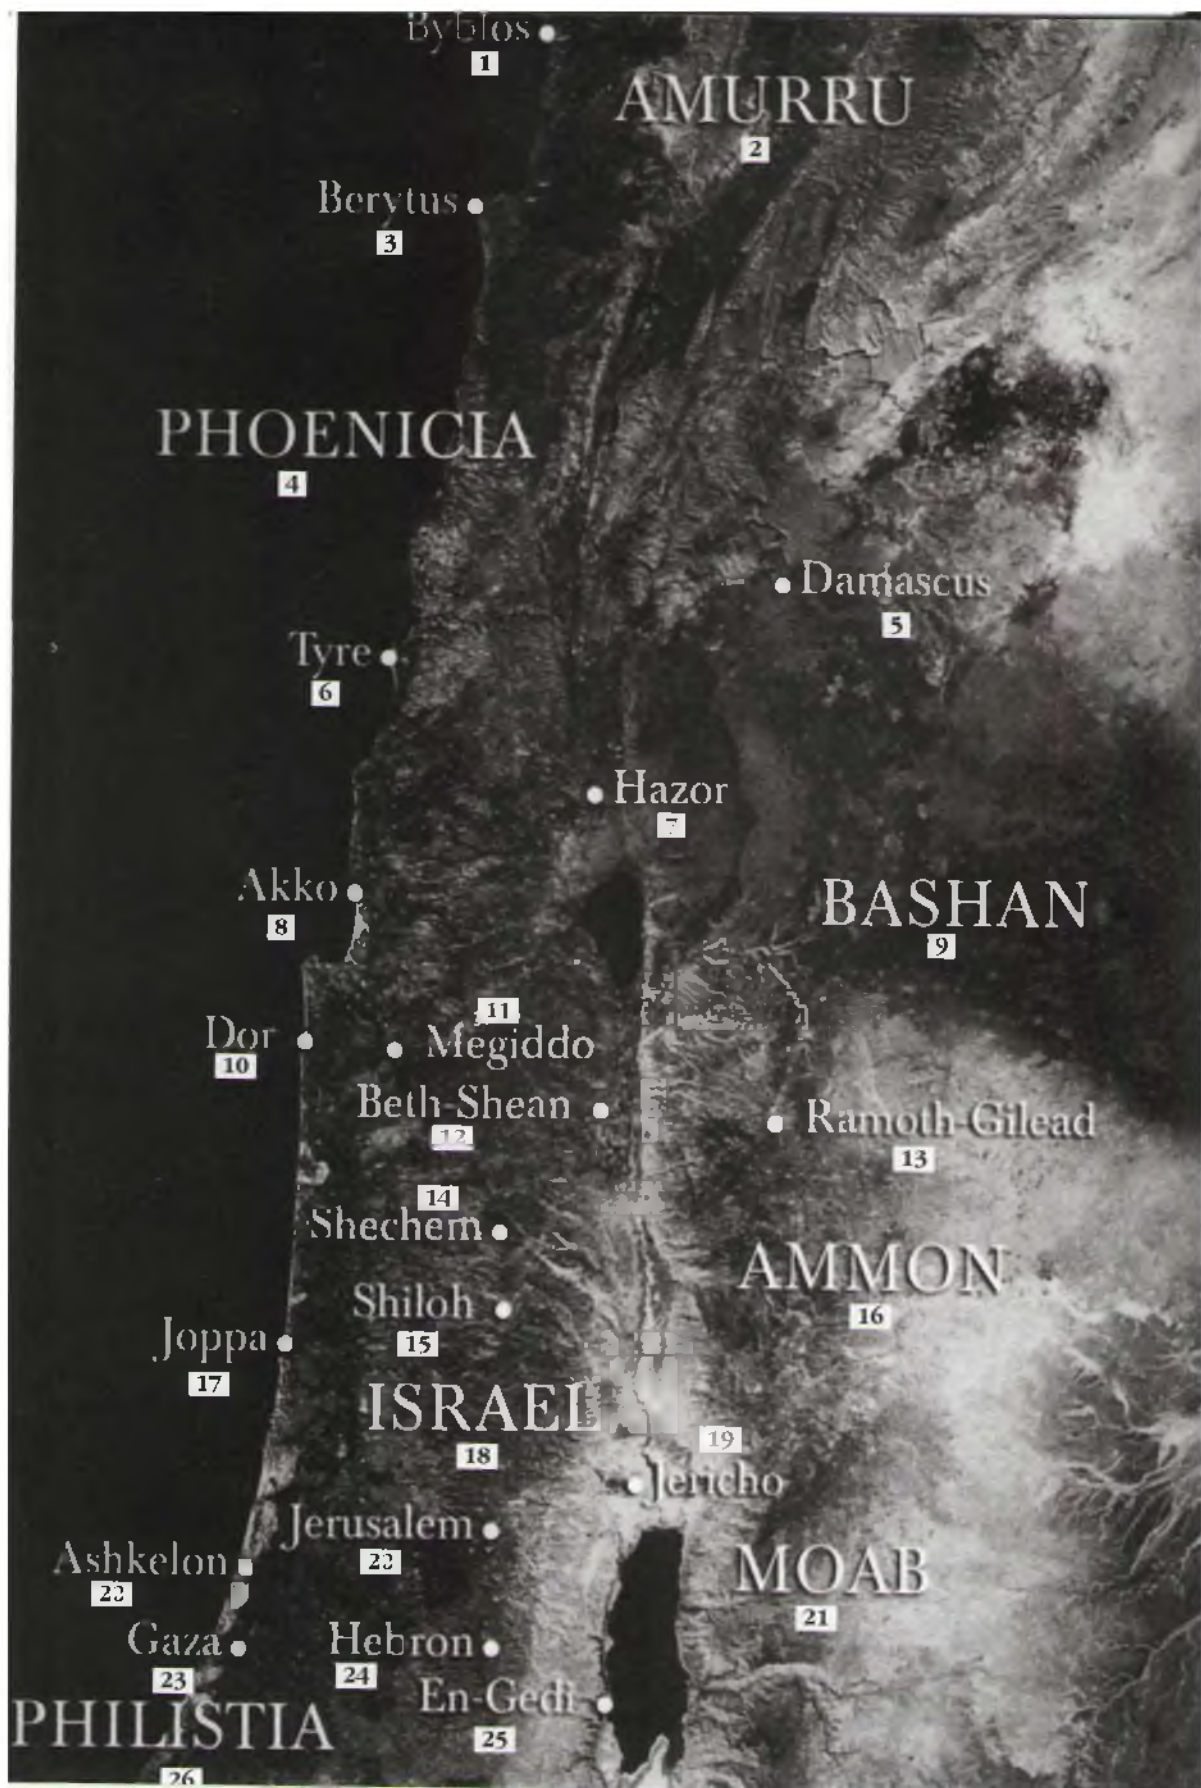 Byblos
1
AMURRU
2
Berytus
3
PHOENICIA
4
Damascus
5
Tyre
6
Hazor
7
Akko
8
BASHAN
9
11
Dor
10
Megiddo
Beth-Shean
12
Ramoth-Gilead
13
14
Shechem
AMMON
16
Shiloh
15
Joppa
17
ISRAEL
18
19
Jericho
Jerusalem
Ashkelon
MOAB
21
Gaza
23
Hebron
24
En-Gedi
25
PHILISTIA
26